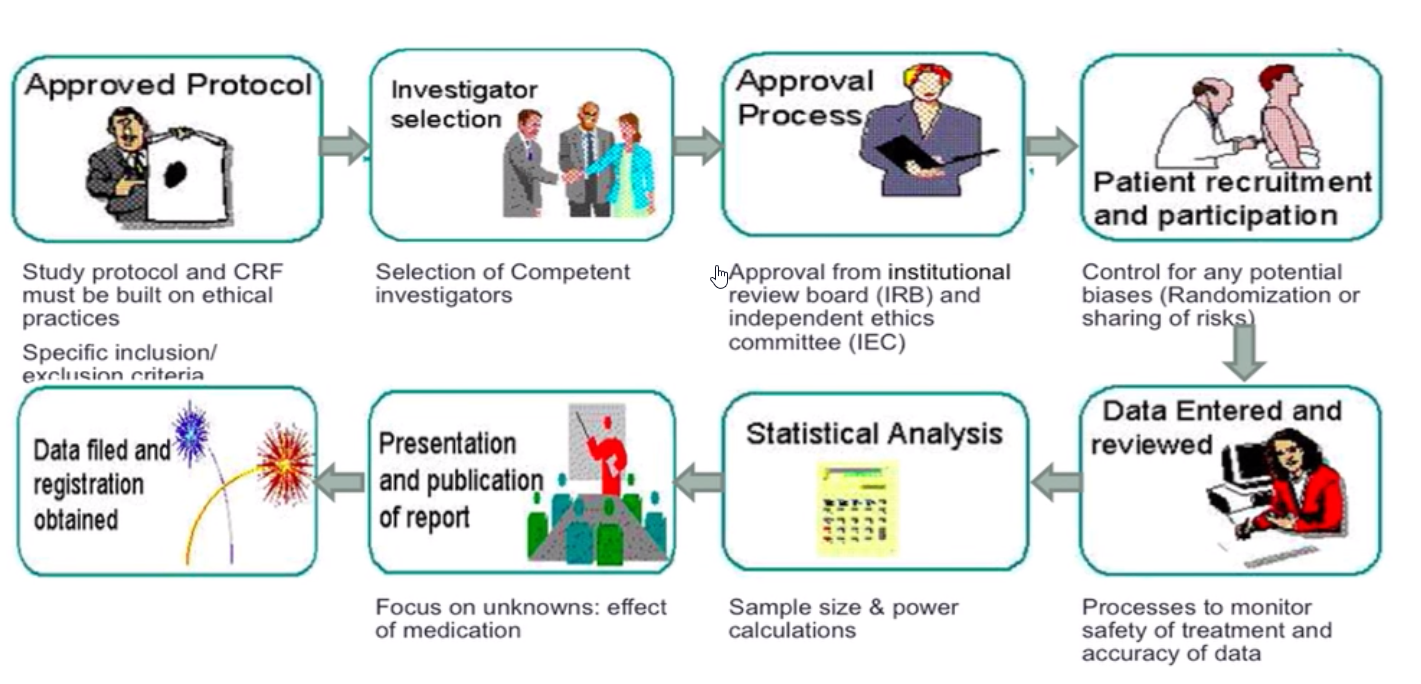 Approved Protocol
Investigator
selection
Approval
Process
Patient recruitment
and participation
Study protocol and CRF
must be built on ethical
practices
Specific inclusion/
exclusion criteria
Selection of Competent
investigators
Approval from institutional
review board (IRB) and
independent ethics
committee (IEC)
Control for any potential
biases (Randomization or
sharing of risks)
Data Entered and
reviewed
Statistical Analysis
Presentation
and publication
of report
Data filed and
registration
obtained
Processes to monitor
safety of treatment and
accuracy of data
Sample size & power
calculations
Focus on unknowns: effect
of medication